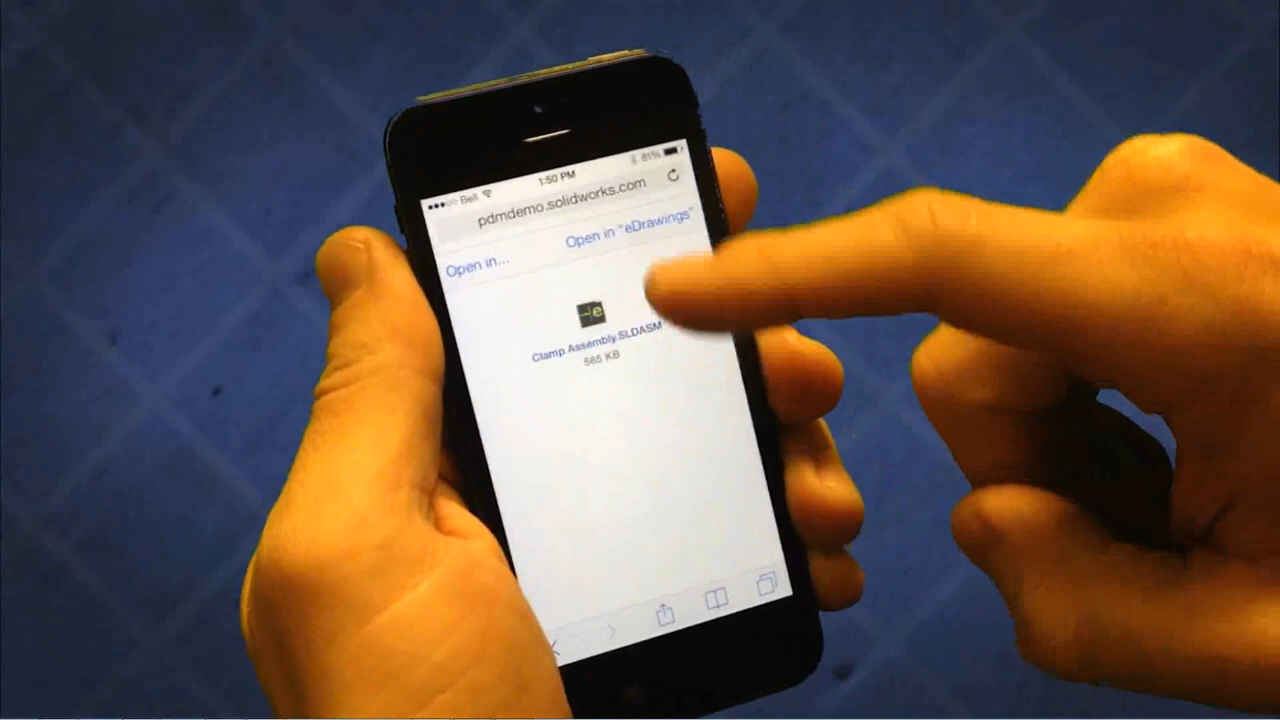 ●●●○○ Bell 1:50 PM 81%
pdmdemo.solidworks.com
Open in... Open in "eDrawings"
e
Clamp Assembly.SLDASM
565 KB